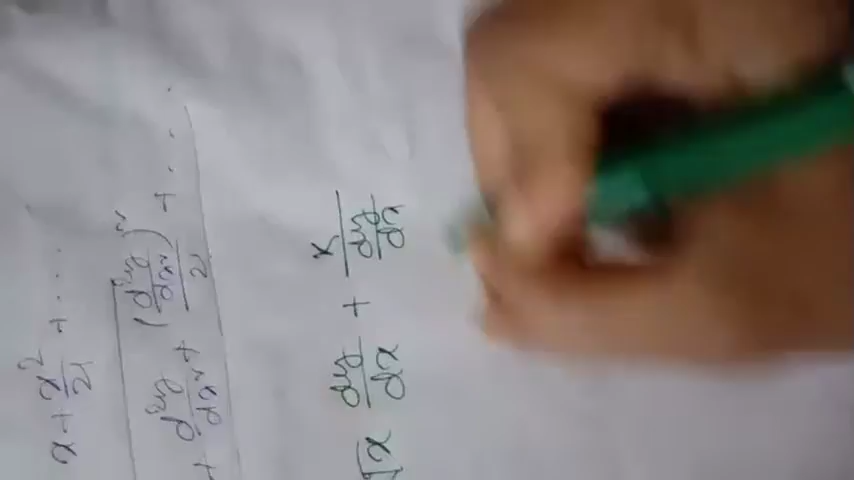 x + x²/2! + ....
+ d²y/dx² + (d²y/dx²)²/2! + ....
√x dy/dx + x/(dy/dx)